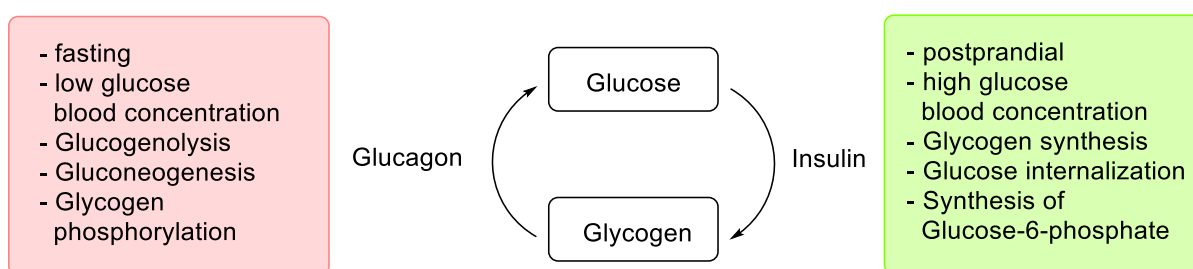 - fasting
- low glucose
blood concentration
- Glucogenolysis
- Gluconeogenesis
- Glycogen
phosphorylation
Glucagon
Glucose
Glycogen
Insulin
- postprandial
- high glucose
blood concentration
- Glycogen synthesis
- Glucose internalization
- Synthesis of
Glucose-6-phosphate